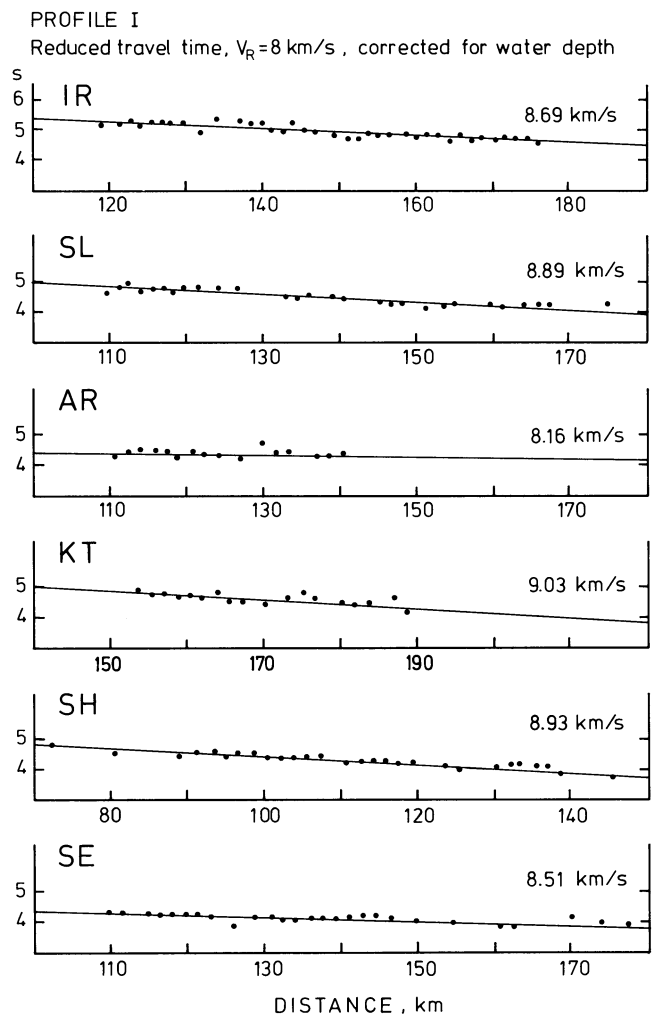 PROFILE I
Reduced travel time, VR=8 km/s, corrected for water depth
s
6
5
4
IR
8.69 km/s
120 140 160 180
SL
8.89 km/s
5
4
110 130 150 170
AR
8.16 km/s
5
4
110 130 150 170
KT
9.03 km/s
5
4
150 170 190
SH
8.93 km/s
5
4
80 100 120 140
SE
8.51 km/s
5
4
110 130 150 170
DISTANCE, km